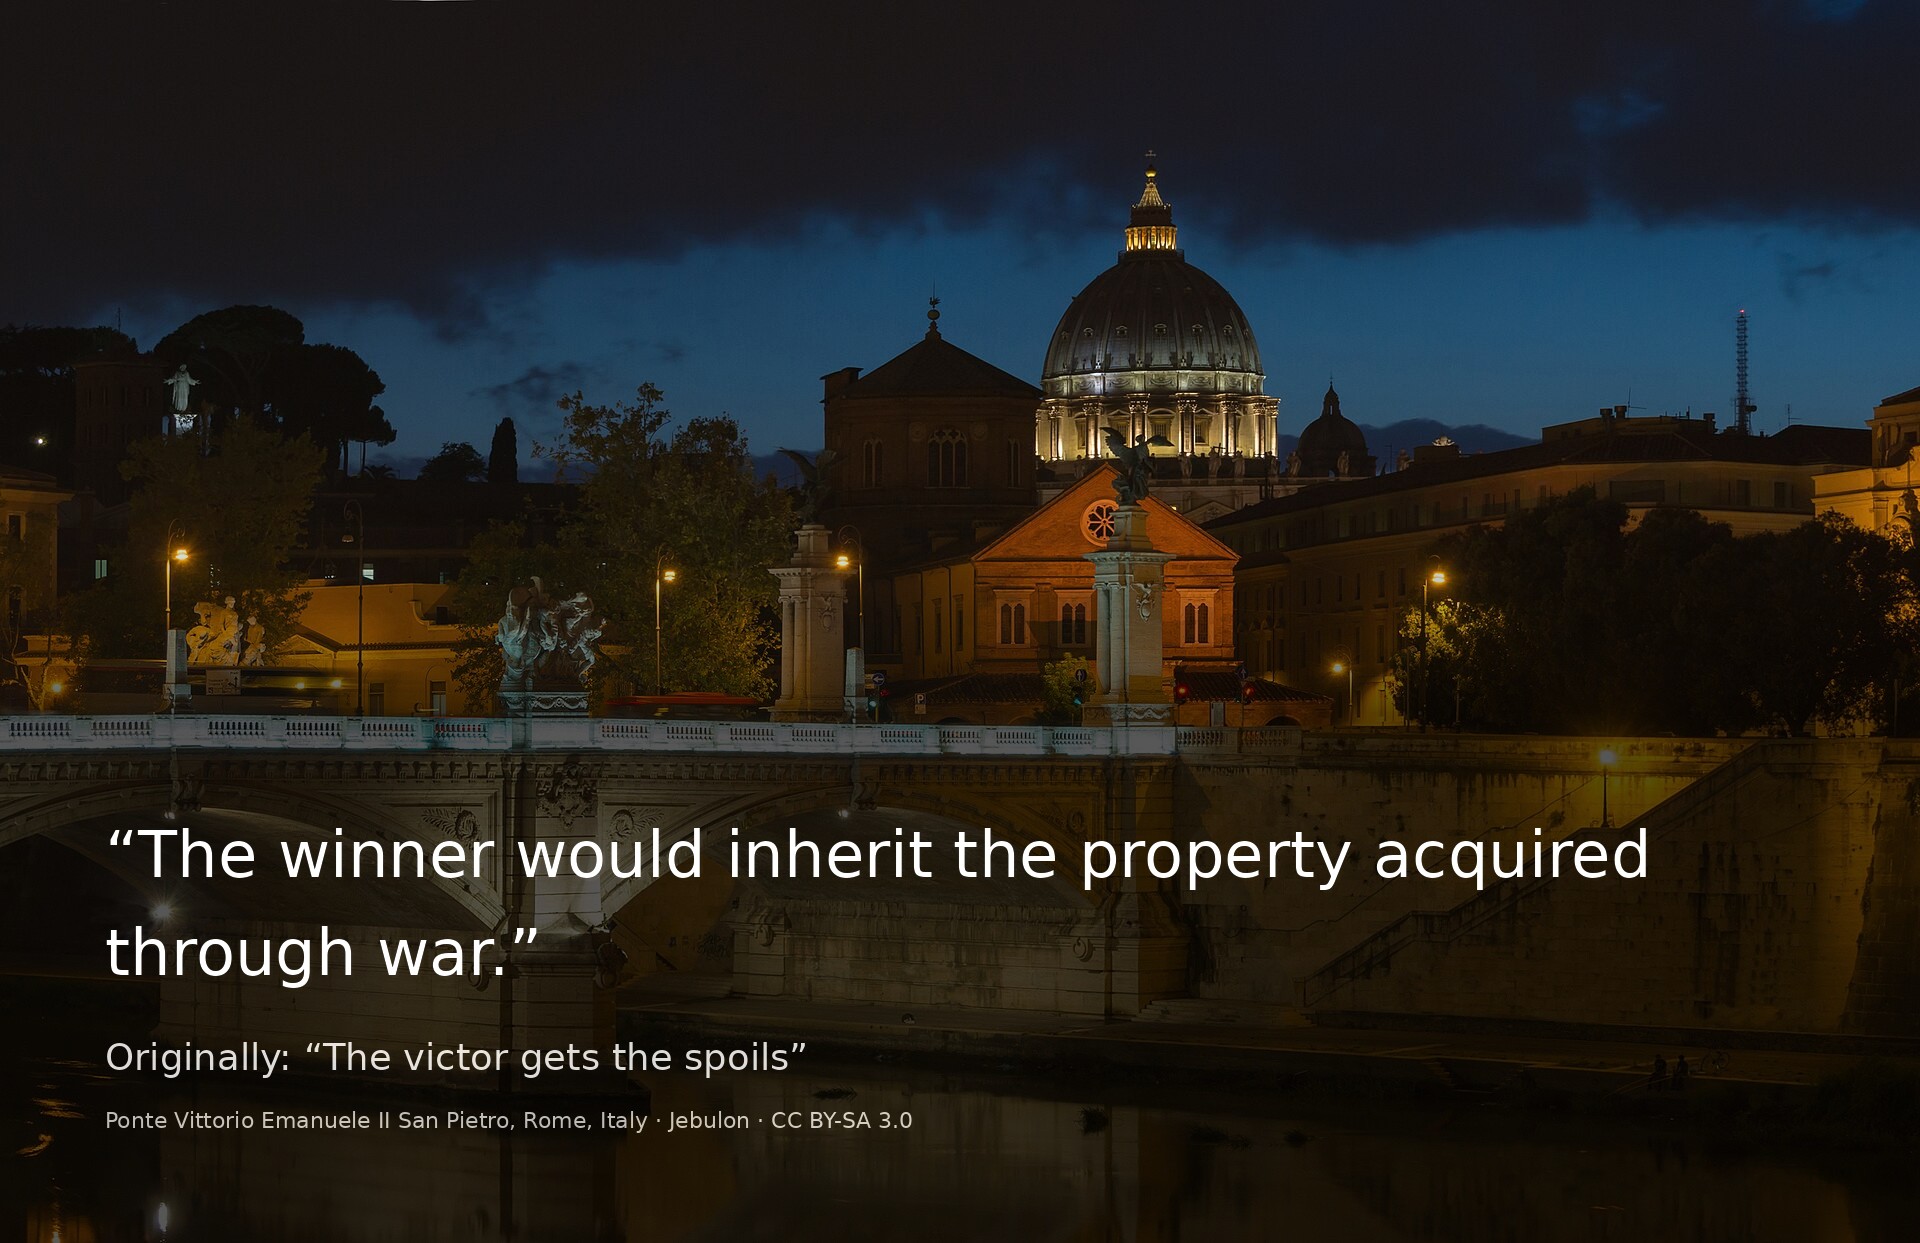 “The winner would inherit the property acquired
through war.”
Originally: “The victor gets the spoils”
Ponte Vittorio Emanuele II San Pietro, Rome, Italy · Jebulon · CC BY-SA 3.0
P